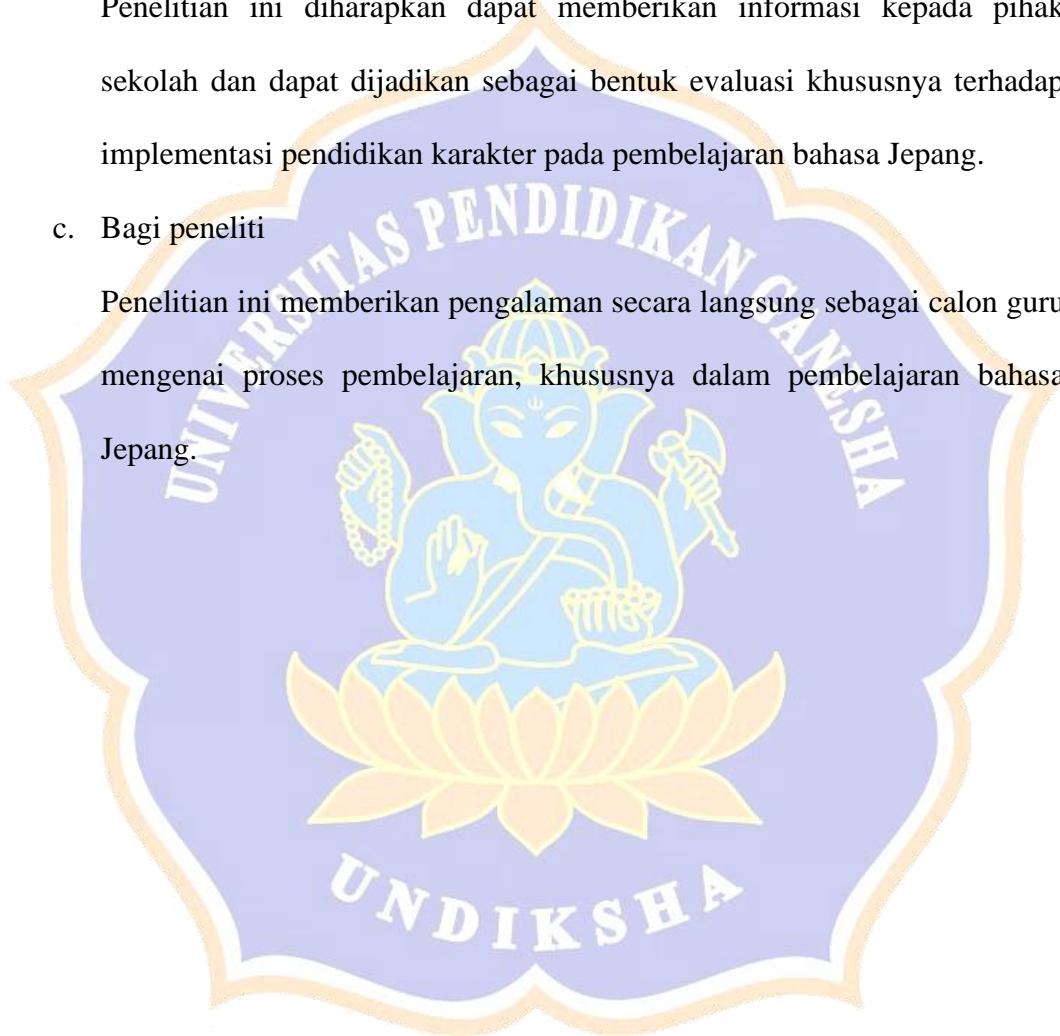 Penelitian ini diharapkan dapat memberikan informasi kepada pihak
sekolah dan dapat dijadikan sebagai bentuk evaluasi khususnya terhadap
implementasi pendidikan karakter pada pembelajaran bahasa Jepang.
c. Bagi peneliti
Penelitian ini memberikan pengalaman secara langsung sebagai calon guru
mengenai proses pembelajaran, khususnya dalam pembelajaran bahasa
Jepang.
UNIVERSITAS PENDIDIKAN GANESHA
UNDIKSHA